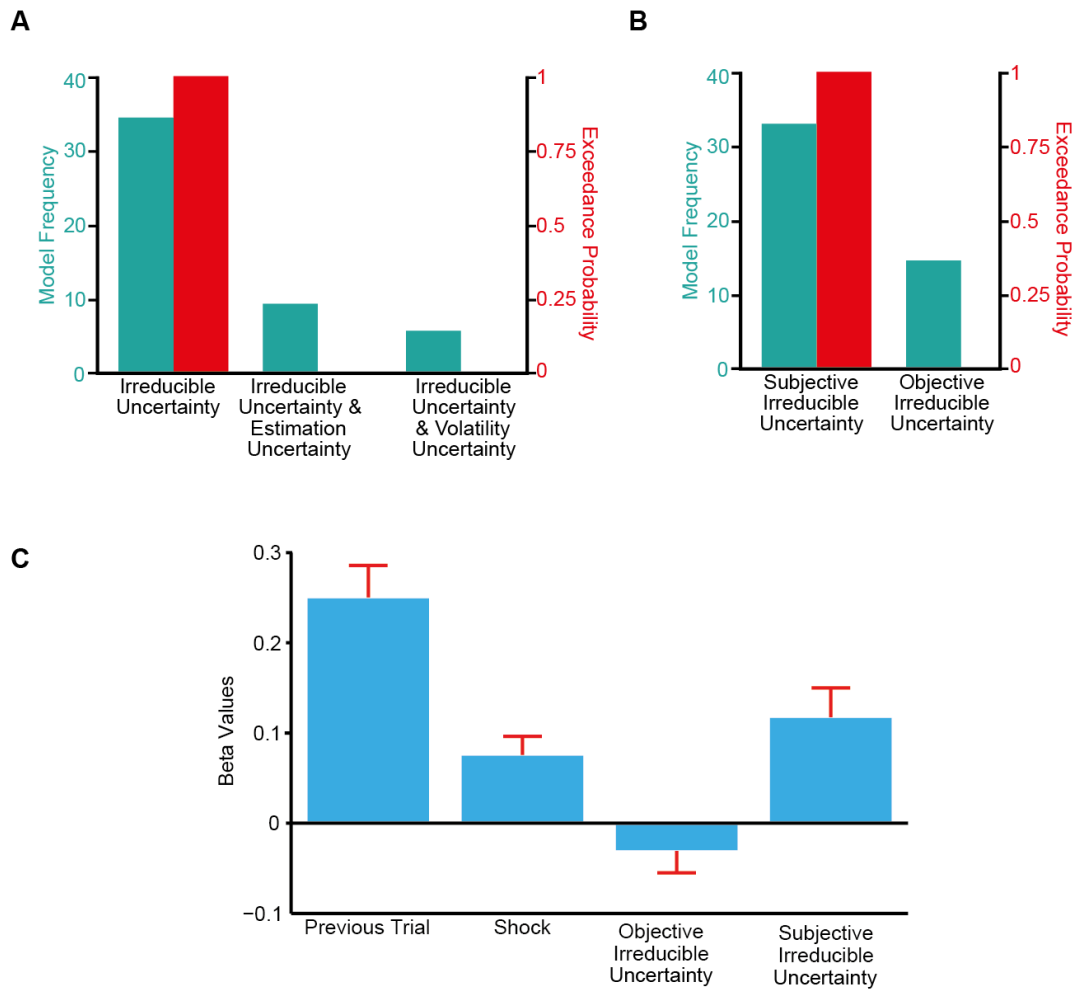 A
40
30
20
10
0
Model Frequency
1
0.75
0.5
0.25
0
Exceedance Probability
Irreducible
Uncertainty
Irreducible
Uncertainty &
Estimation
Uncertainty
Irreducible
Uncertainty
& Volatility
Uncertainty
B
40
30
20
10
0
Model Frequency
1
0.75
0.5
0.25
0
Exceedance Probability
Subjective
Irreducible
Uncertainty
Objective
Irreducible
Uncertainty
C
0.3
0.2
0.1
0
−0.1
Beta Values
Previous Trial
Shock
Objective
Irreducible
Uncertainty
Subjective
Irreducible
Uncertainty